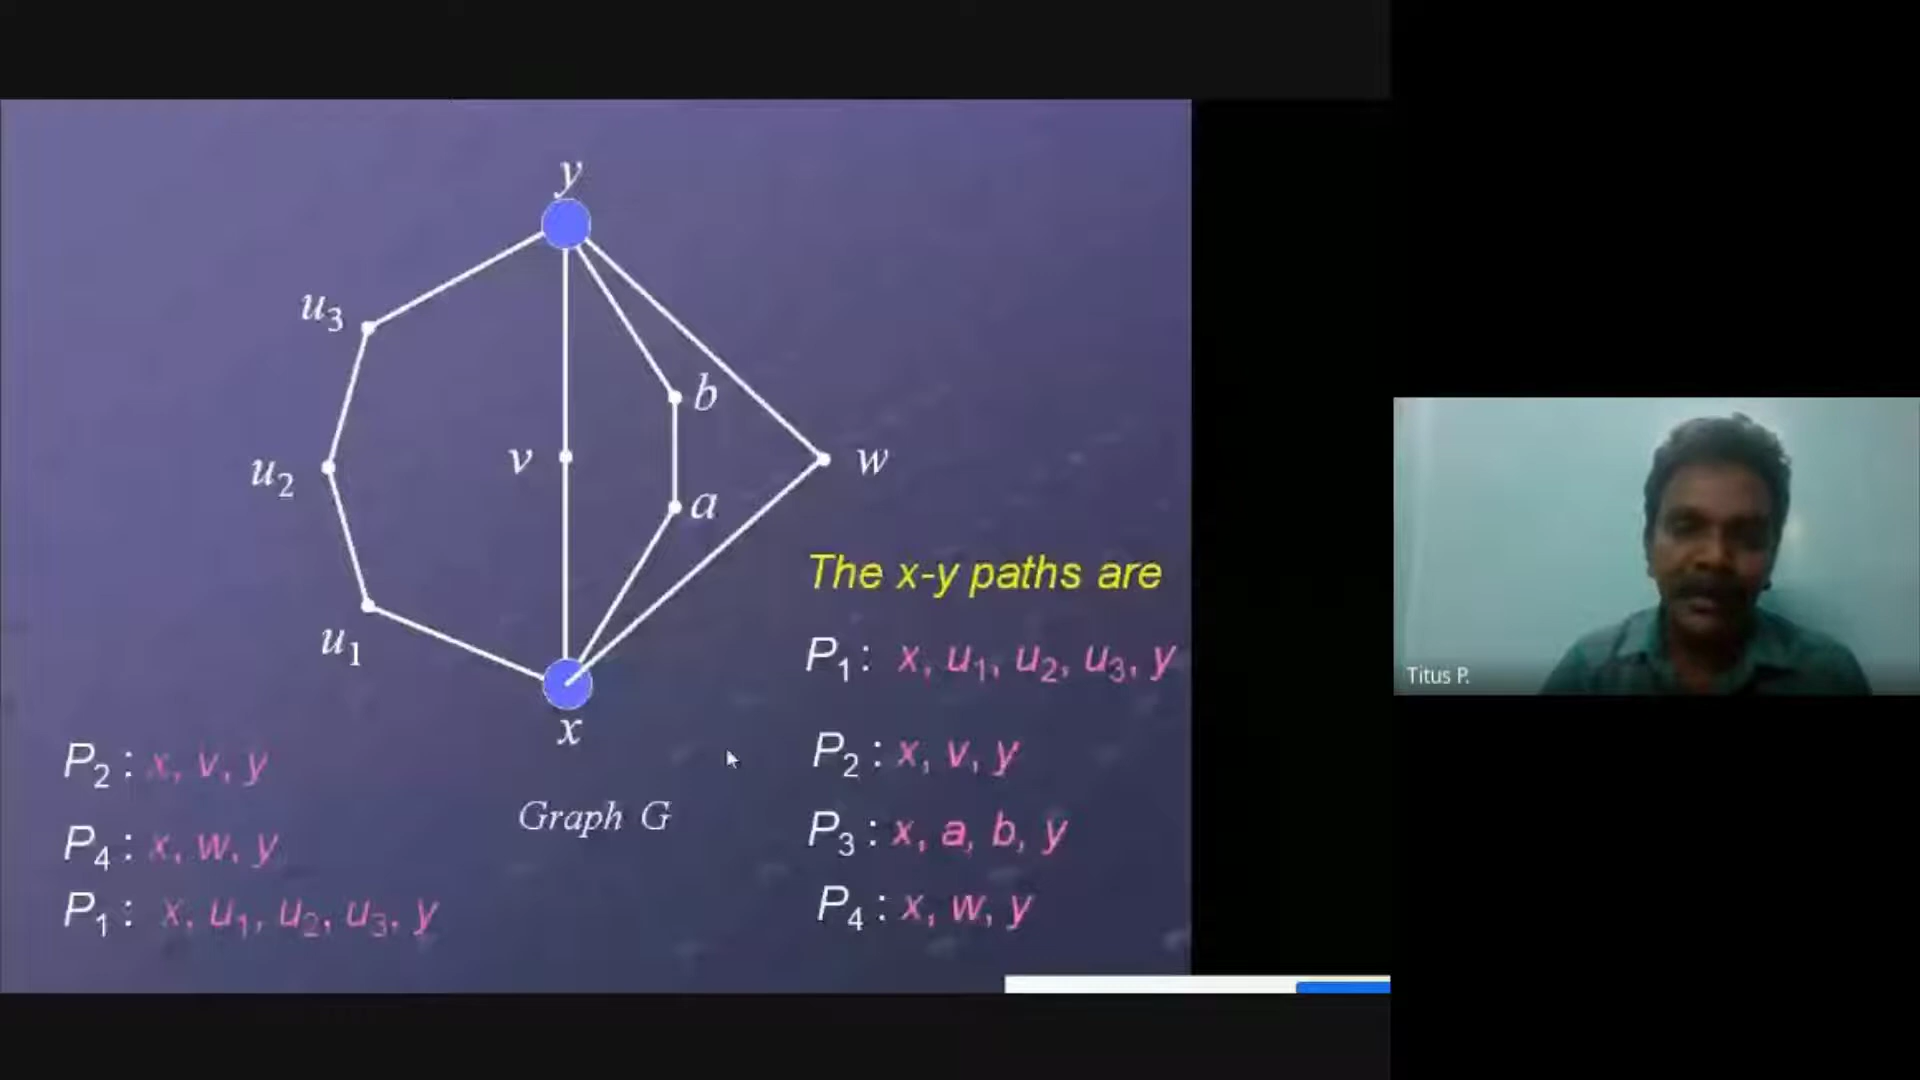 y
u3
b
v
w
u2
a
The x-y paths are
u1
P1: x, u1, u2, u3, y
x
P2: x, v, y
P2: x, v, y
Graph G
P3: x, a, b, y
P4: x, w, y
P4: x, w, y
P1: x, u1, u2, u3, y
Titus P.